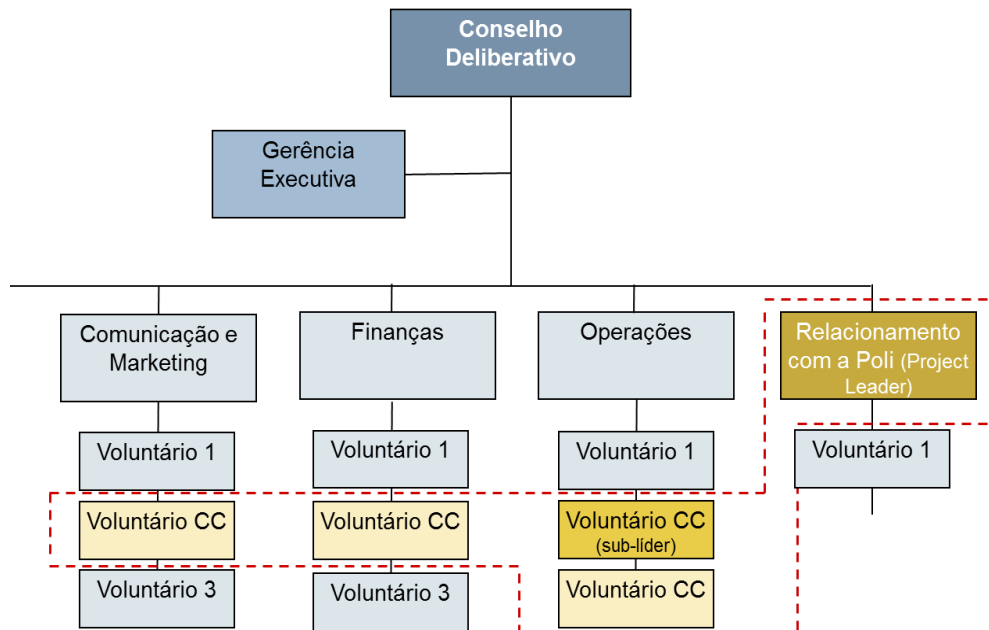 Conselho
Deliberativo
Gerência
Executiva
Comunicação e
Marketing
Finanças
Operações
Relacionamento
com a Poli (Project
Leader)
Voluntário 1
Voluntário 1
Voluntário 1
Voluntário 1
Voluntário CC
Voluntário CC
Voluntário CC
(sub-líder)
Voluntário 3
Voluntário 3
Voluntário CC